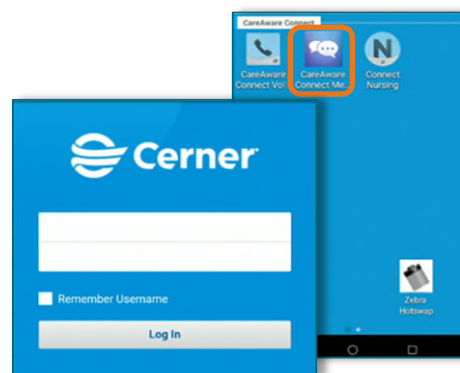 CareAware Connect
CareAware
Connect Voi...
CareAware
Connect Me...
N
Connect
Nursing
Cerner
Remember Username
Log In
Zebra
Hotswap